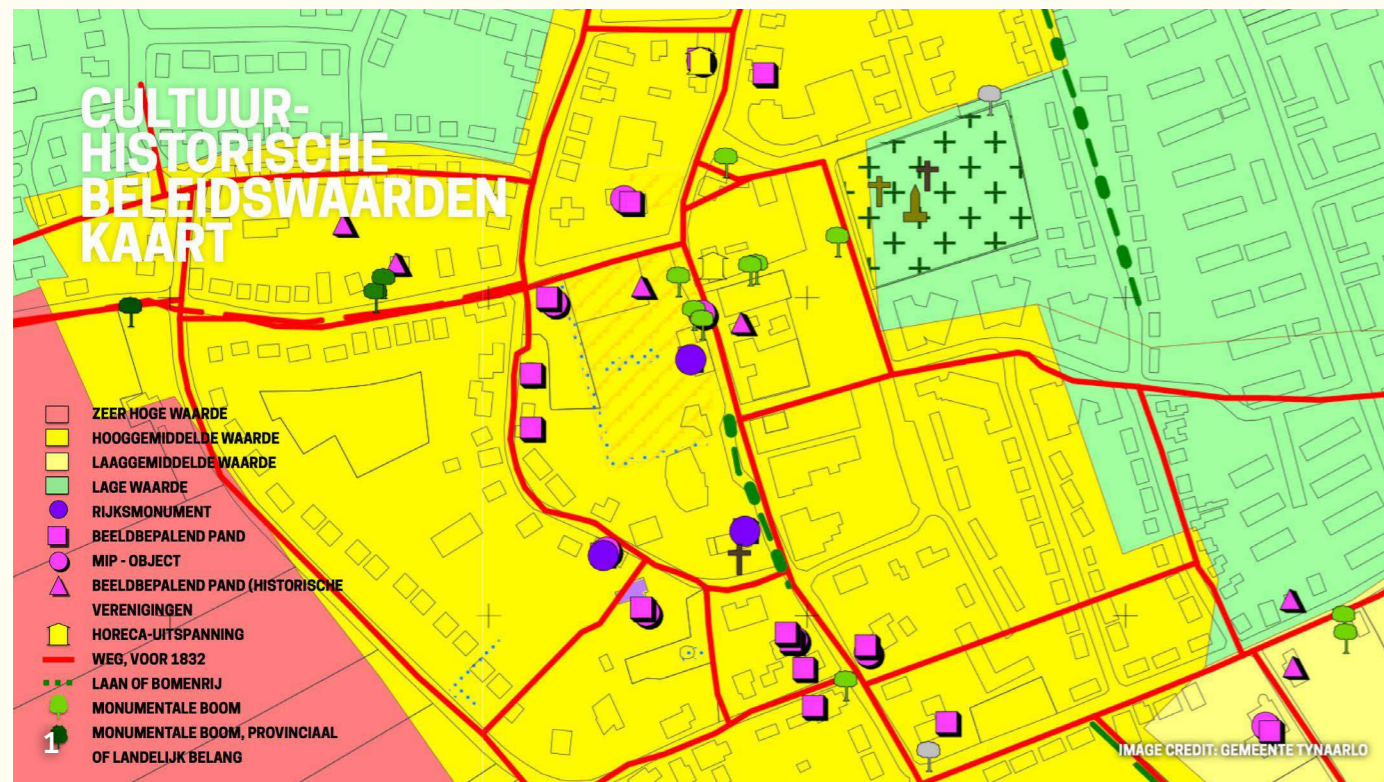 CULTUUR-
HISTORISCHE
BELEIDSWAARDEN
KAART
ZEER HOGE WAARDE
HOOGGEMIDDELDE WAARDE
LAAGGEMIDDELDE WAARDE
LAGE WAARDE
RIJKSMONUMENT
BEELDBEPALEND PAND
MIP - OBJECT
BEELDBEPALEND PAND (HISTORISCHE
VERENIGINGEN
HORECA-UITSPANNING
WEG, VOOR 1832
LAAN OF BOMENRIJ
MONUMENTALE BOOM
MONUMENTALE BOOM, PROVINCIAAL
OF LANDELIJK BELANG
1
IMAGE CREDIT: GEMEENTE TYNAARLO